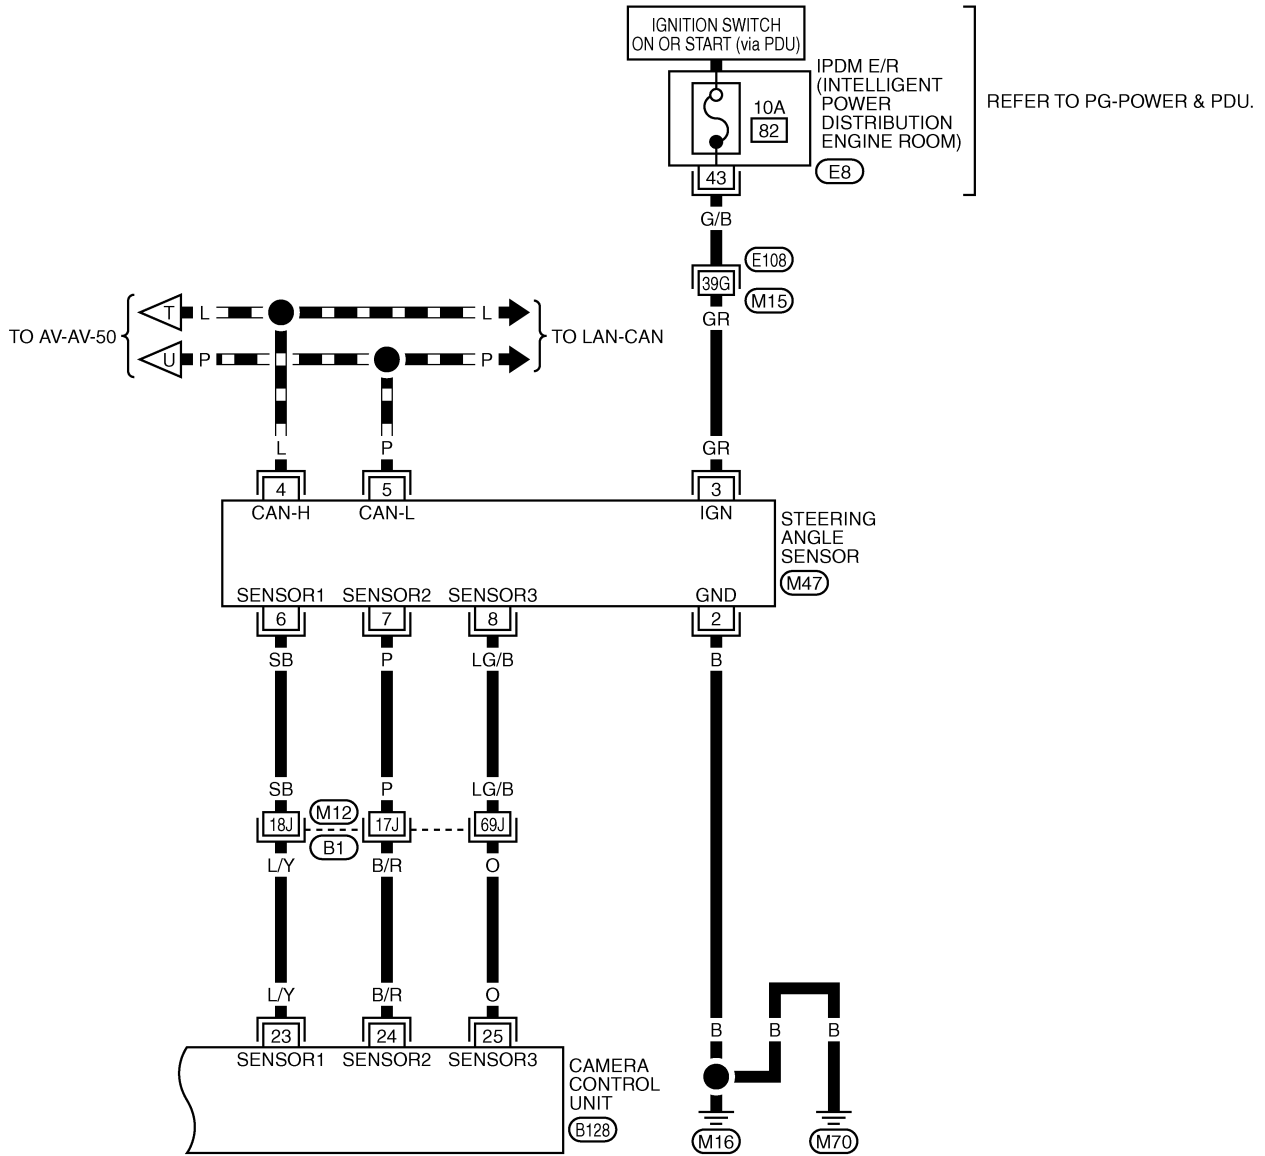 IGNITION SWITCH
ON OR START (via PDU)
IPDM E/R
(INTELLIGENT
POWER
DISTRIBUTION
ENGINE ROOM)
REFER TO PG-POWER & PDU.
10A
82
E8
43
G/B
E108
39G
M15
GR
TO AV-AV-50
T
L
L
TO LAN-CAN
U
P
P
L
P
GR
4
5
3
CAN-H
CAN-L
IGN
STEERING
ANGLE
SENSOR
M47
SENSOR1
SENSOR2
SENSOR3
GND
6
7
8
2
SB
P
LG/B
B
SB
P
LG/B
M12
18J
17J
69J
B1
L/Y
B/R
O
L/Y
B/R
O
B
B
B
23
24
25
SENSOR1
SENSOR2
SENSOR3
CAMERA
CONTROL
UNIT
B128
M16
M70